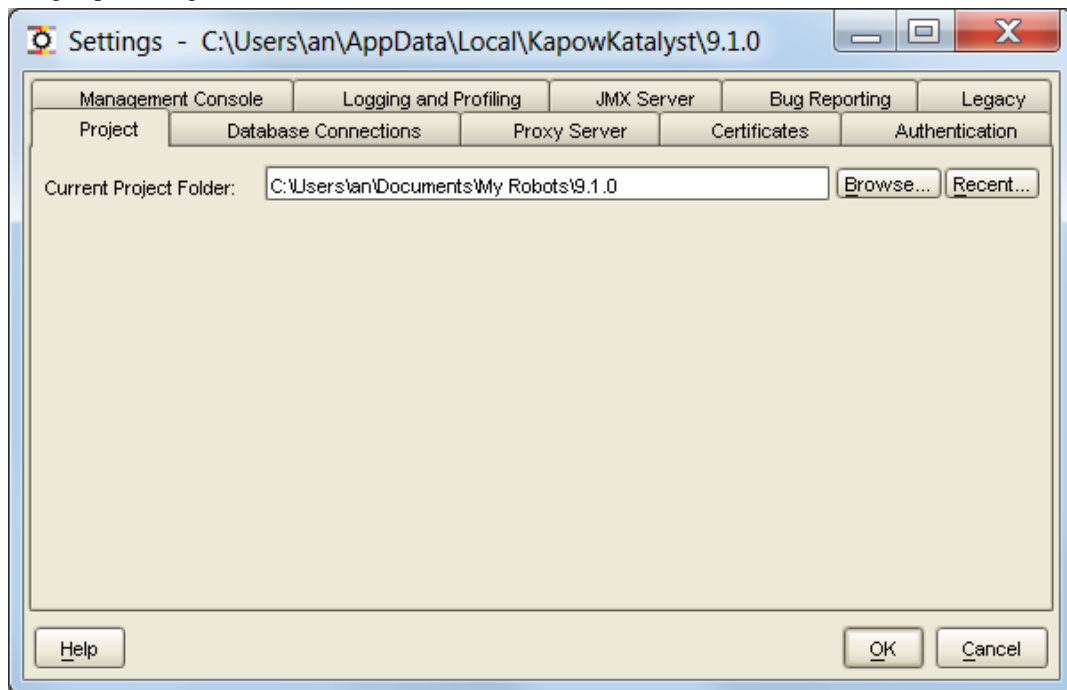 Settings - C:\Users\an\AppData\Local\KapowKatalyst\9.1.0
Management Console Logging and Profiling JMX Server Bug Reporting Legacy
Project Database Connections Proxy Server Certificates Authentication
Current Project Folder: C:\Users\an\Documents\My Robots\9.1.0 Browse... Recent...
Help OK Cancel